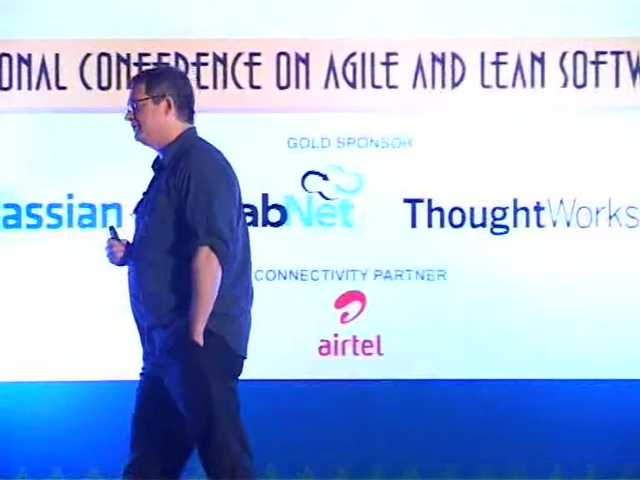 ONAL CONFERENCE ON AGILE AND LEAN SOFTW
GOLD SPONSOR
assian
abNet
ThoughtWorks
CONNECTIVITY PARTNER
airtel